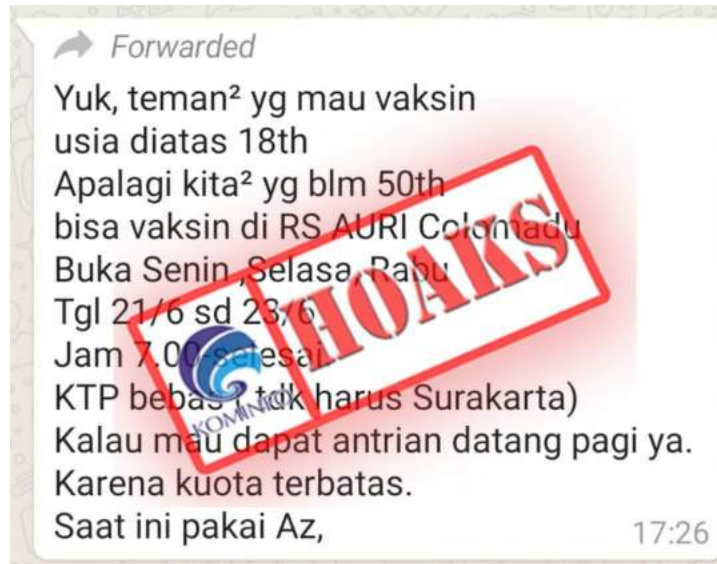 Forwarded
Yuk, teman² yg mau vaksin
usia diatas 18th
Apalagi kita² yg blm 50th
bisa vaksin di RS AURI Colomadu
Buka Senin ,Selasa, Rabu
Tgl 21/6 sd 23/6
Jam 7.00-selesai.
KTP bebas ( tdk harus Surakarta)
Kalau mau dapat antrian datang pagi ya.
Karena kuota terbatas.
Saat ini pakai Az,
17:26
HOAKS
KOMINFO